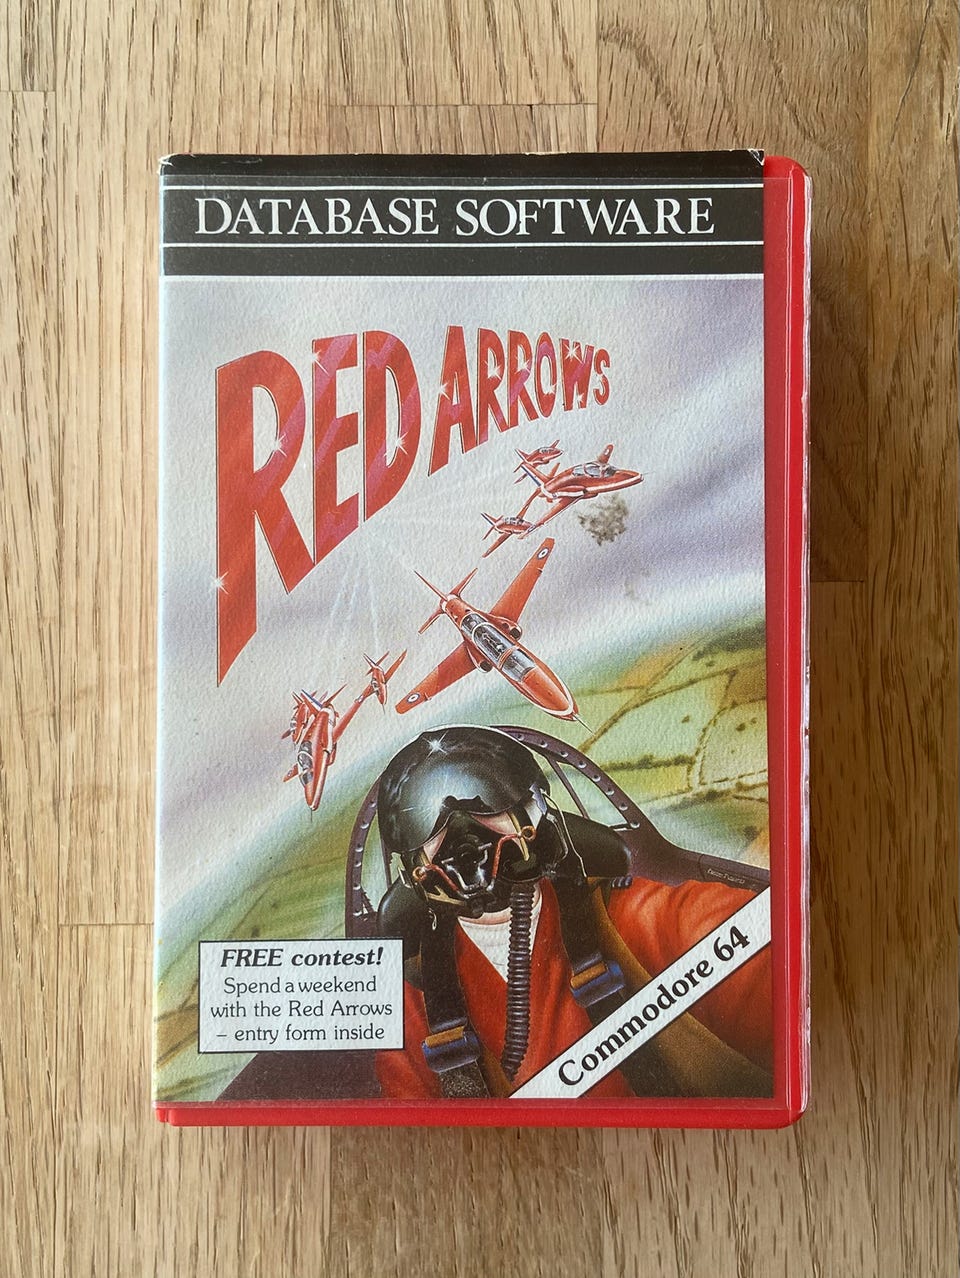 DATABASE SOFTWARE
RED ARROWS
FREE contest!
Spend a weekend
with the Red Arrows
– entry form inside
Commodore 64